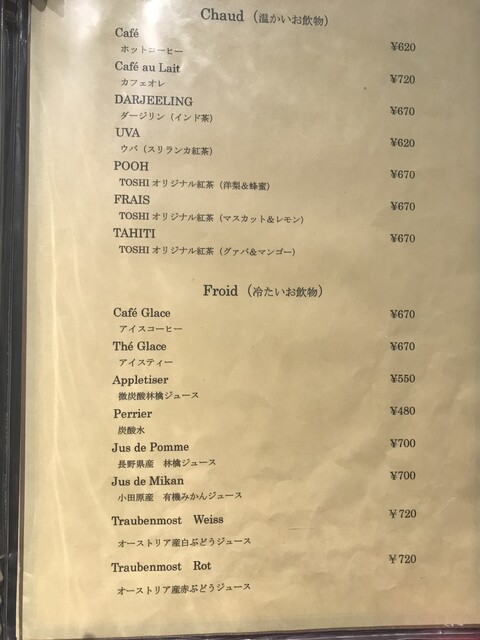 Chaud（温かいお飲物）
Café ¥620
ホットコーヒー
Café au Lait ¥720
カフェオレ
DARJEELING ¥670
ダージリン（インド茶）
UVA ¥620
ウバ（スリランカ紅茶）
POOH ¥670
TOSHI オリジナル紅茶（洋梨&蜂蜜）
FRAIS ¥670
TOSHI オリジナル紅茶（マスカット&レモン）
TAHITI ¥670
TOSHI オリジナル紅茶（グァバ&マンゴー）
Froid（冷たいお飲物）
Café Glace ¥670
アイスコーヒー
Thé Glace ¥670
アイスティー
Appletiser ¥550
微炭酸林檎ジュース
Perrier ¥480
炭酸水
Jus de Pomme ¥700
長野県産 林檎ジュース
Jus de Mikan ¥700
小田原産 有機みかんジュース
Traubenmost Weiss ¥720
オーストリア産白ぶどうジュース
Traubenmost Rot ¥720
オーストリア産赤ぶどうジュース